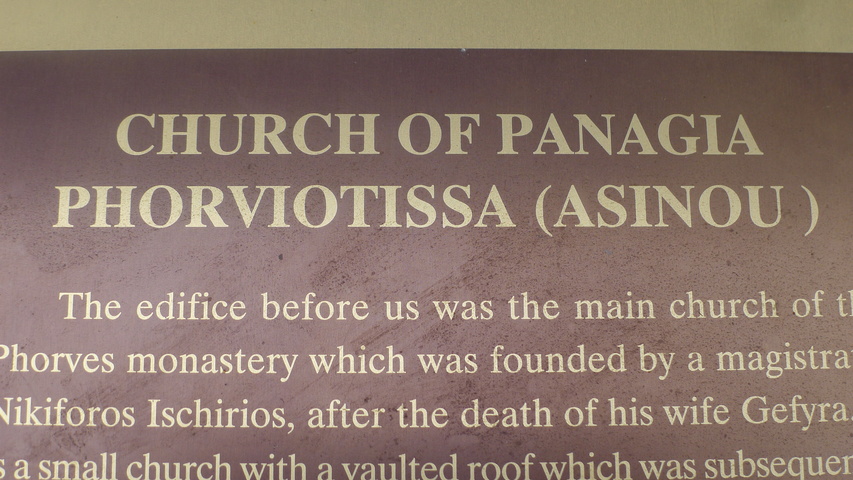 CHURCH OF PANAGIA
PHORVIOTISSA (ASINOU )
The edifice before us was the main church of
Phorves monastery which was founded by a
Nikiforos Ischirios, after the death of his wife Gefyra.
a small church with a vaulted roof which was